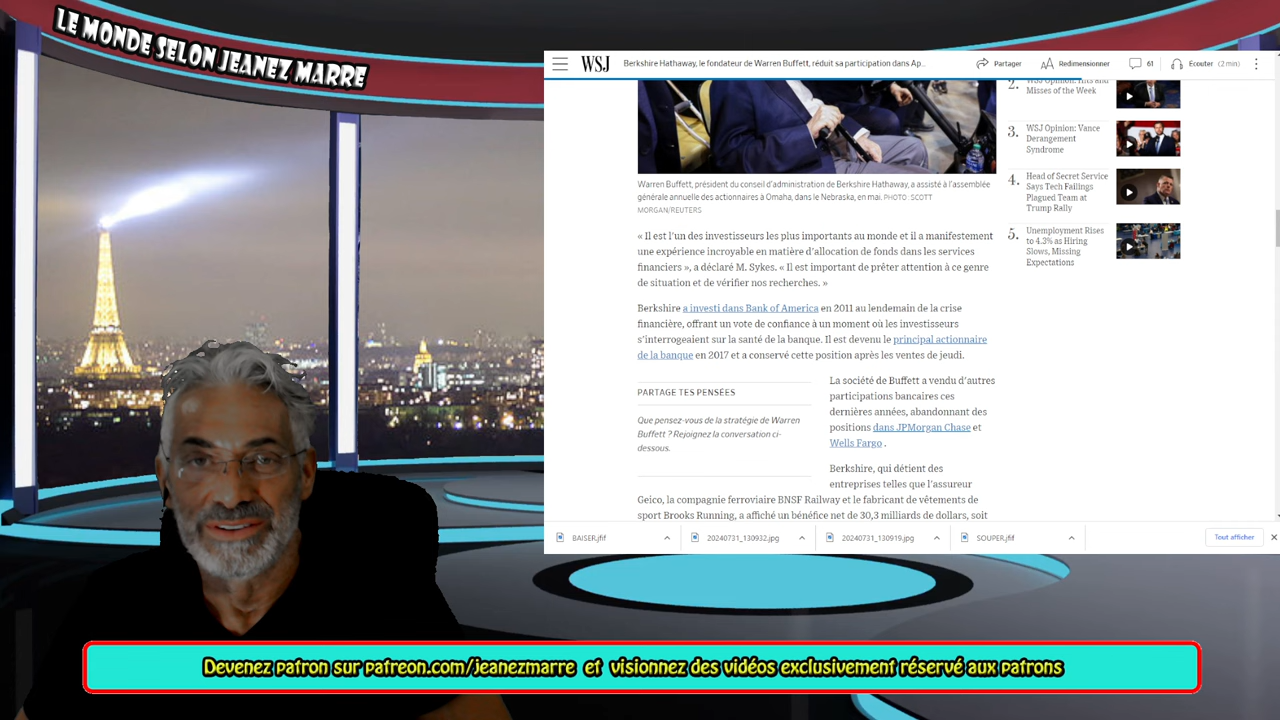 LE MONDE SELON JEANEZ MARRE
WSJ
Berkshire Hathaway, le fondateur de Warren Buffett, réduit sa participation dans Ap...
Partager
Redimensionner
61
Ecouter (2 min)
Warren Buffett, président du conseil d'administration de Berkshire Hathaway, a assisté à l'assemblée
générale annuelle des actionnaires à Omaha, dans le Nebraska, en mai. PHOTO: SCOTT
MORGAN/REUTERS
« Il est l'un des investisseurs les plus importants au monde et il a manifestement
une expérience incroyable en matière d'allocation de fonds dans les services
financiers », a déclaré M. Sykes. « Il est important de prêter attention à ce genre
de situation et de vérifier nos recherches. »
Berkshire a investi dans Bank of America en 2011 au lendemain de la crise
financière, offrant un vote de confiance à un moment où les investisseurs
s'interrogeaient sur la santé de la banque. Il est devenu le principal actionnaire
de la banque en 2017 et a conservé cette position après les ventes de jeudi.
PARTAGE TES PENSÉES
Que pensez-vous de la stratégie de Warren
Buffett ? Rejoignez la conversation ci-
dessous.
La société de Buffett a vendu d'autres
participations bancaires ces
dernières années, abandonnant des
positions dans JPMorgan Chase et
Wells Fargo .
Berkshire, qui détient des
entreprises telles que l'assureur
Geico, la compagnie ferroviaire BNSF Railway et le fabricant de vêtements de
sport Brooks Running, a affiché un bénéfice net de 30,3 milliards de dollars, soit
2. WSJ Opinion: Hits and
Misses of the Week
3. WSJ Opinion: Vance
Derangement
Syndrome
4. Head of Secret Service
Says Tech Failings
Plagued Team at
Trump Rally
5. Unemployment Rises
to 4.3% as Hiring
Slows, Missing
Expectations
BAISER.jfif
20240731_130932.jpg
20240731_130919.jpg
SOUPER.jfif
Tout afficher
Devenez patron sur patreon.com/jeanezmarre et visionnez des vidéos exclusivement réservé aux patrons